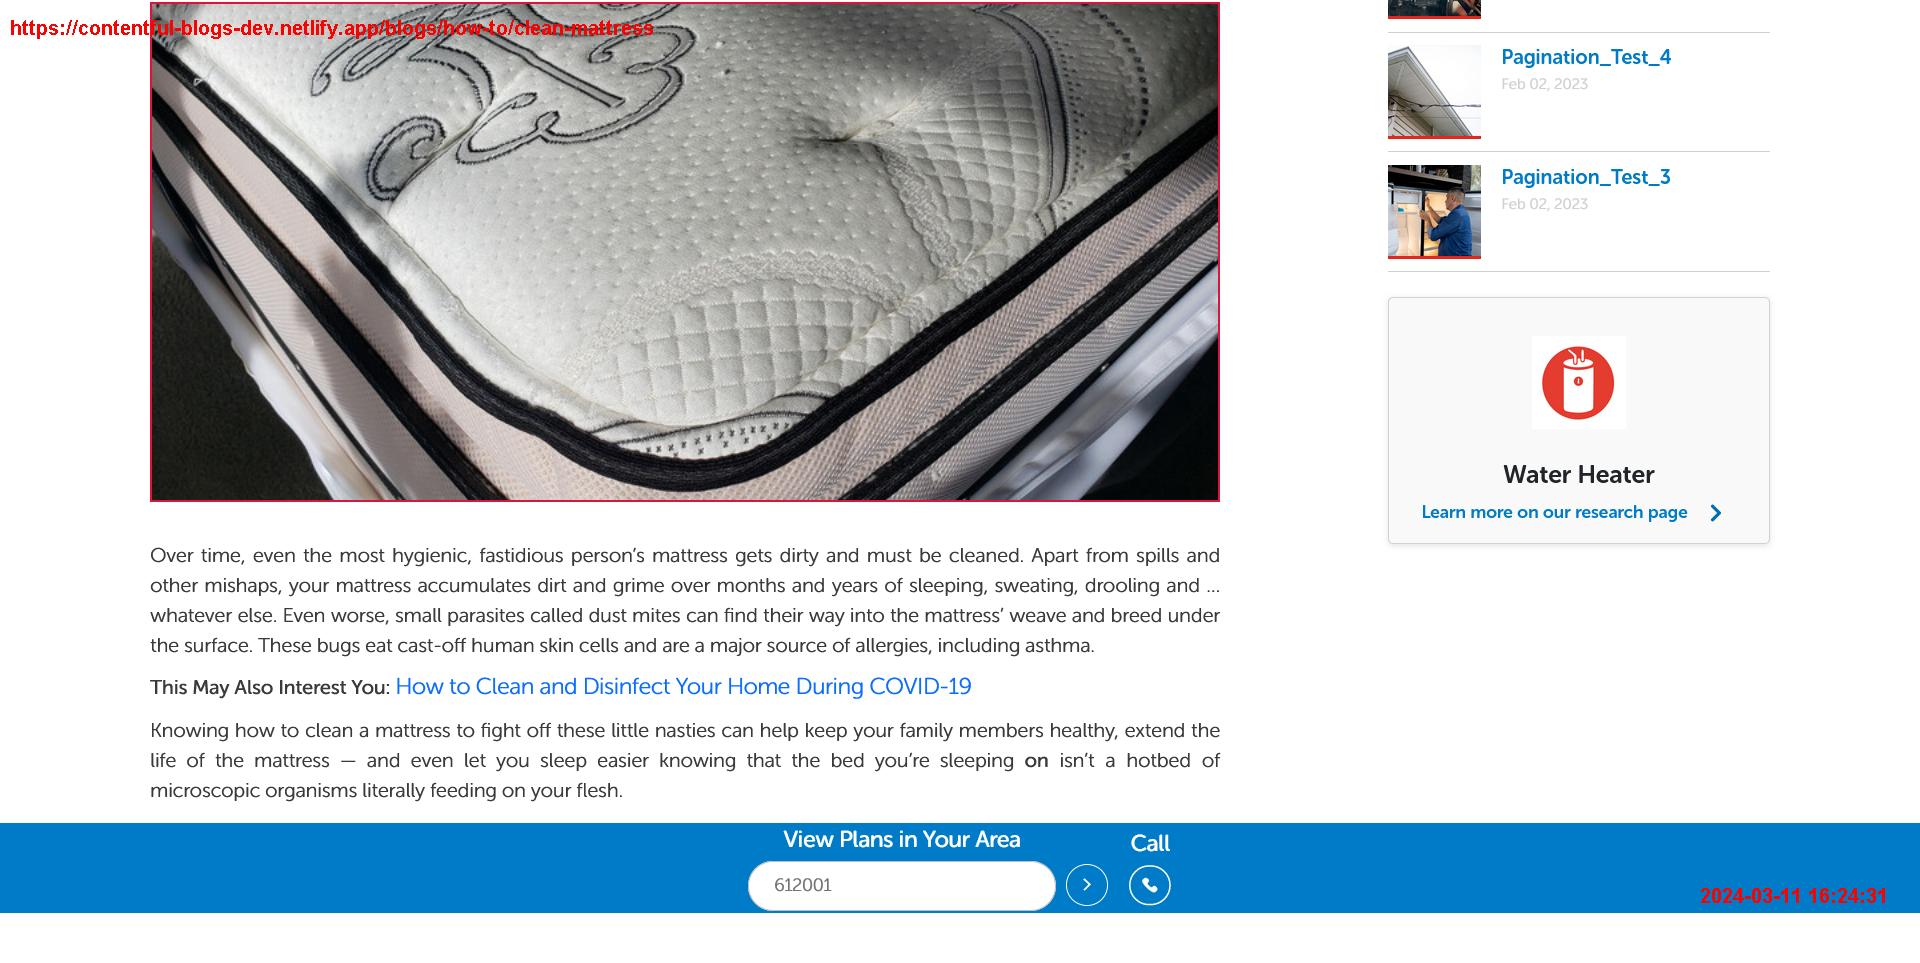 https://contentful-blogs-dev.netlify.app/blogs/how-to/clean-mattress
Pagination_Test_4
Feb 02, 2023
Pagination_Test_3
Feb 02, 2023
Water Heater
Learn more on our research page
Over time, even the most hygienic, fastidious person’s mattress gets dirty and must be cleaned. Apart from spills and
other mishaps, your mattress accumulates dirt and grime over months and years of sleeping, sweating, drooling and ...
whatever else. Even worse, small parasites called dust mites can find their way into the mattress’ weave and breed under
the surface. These bugs eat cast-off human skin cells and are a major source of allergies, including asthma.
This May Also Interest You: How to Clean and Disinfect Your Home During COVID-19
Knowing how to clean a mattress to fight off these little nasties can help keep your family members healthy, extend the
life of the mattress — and even let you sleep easier knowing that the bed you’re sleeping on isn’t a hotbed of
microscopic organisms literally feeding on your flesh.
View Plans in Your Area
Call
612001
2024-03-11 16:24:31